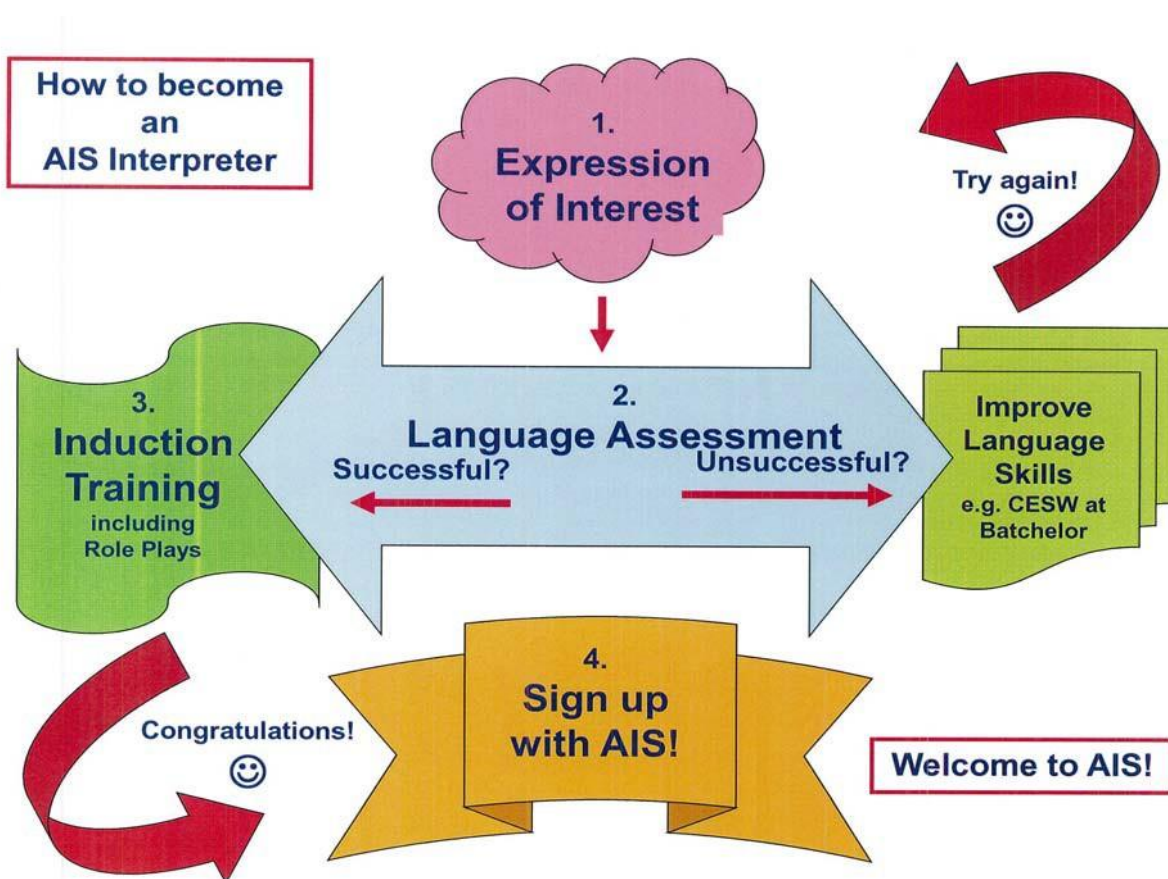 How to become
an
AIS Interpreter
1.
Expression
of Interest
Try again!
2.
Language Assessment
Successful?
Unsuccessful?
3.
Induction
Training
including
Role Plays
Improve
Language
Skills
e.g. CESW at
Batchelor
Congratulations!
4.
Sign up
with AIS!
Welcome to AIS!